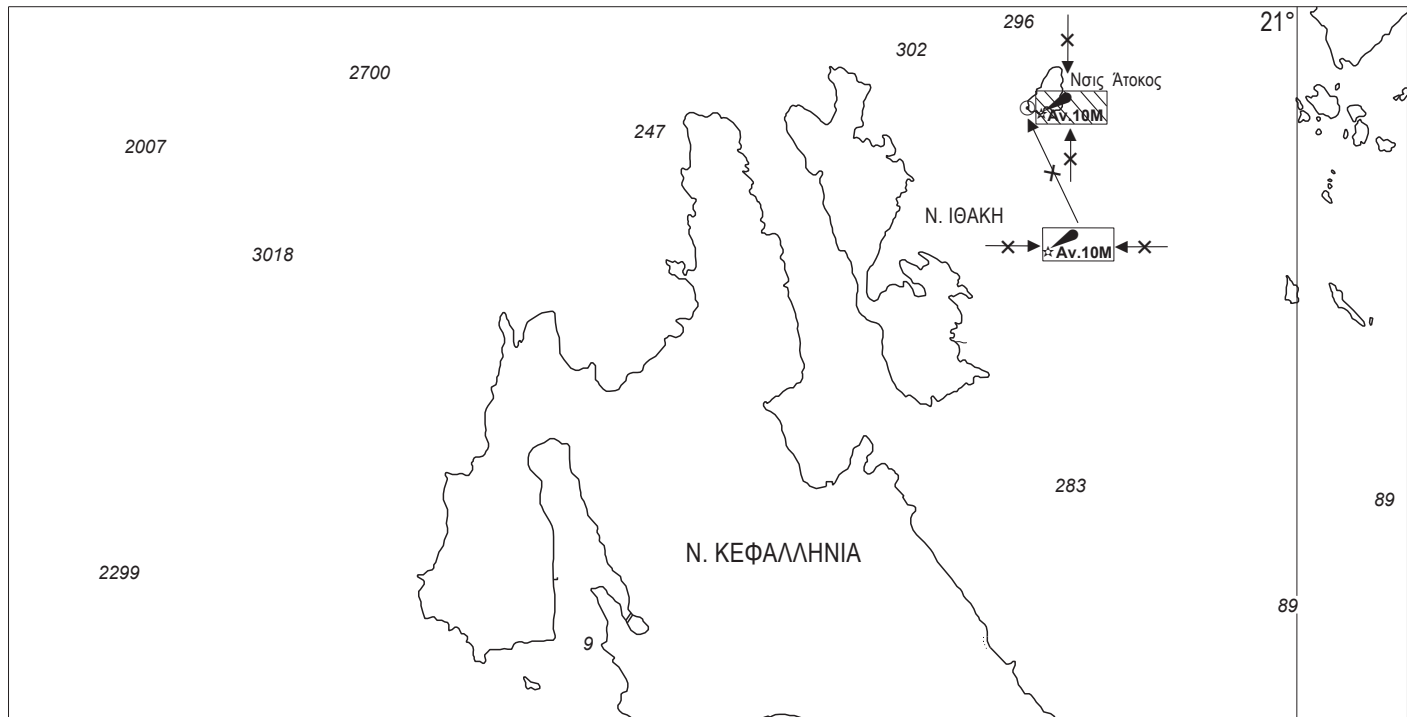 296
21°
302
2700
Νσις Άτοκος
Αν.10Μ
247
2007
Ν. ΙΘΑΚΗ
3018
Αν.10Μ
283
89
Ν. ΚΕΦΑΛΛΗΝΙΑ
2299
89
9